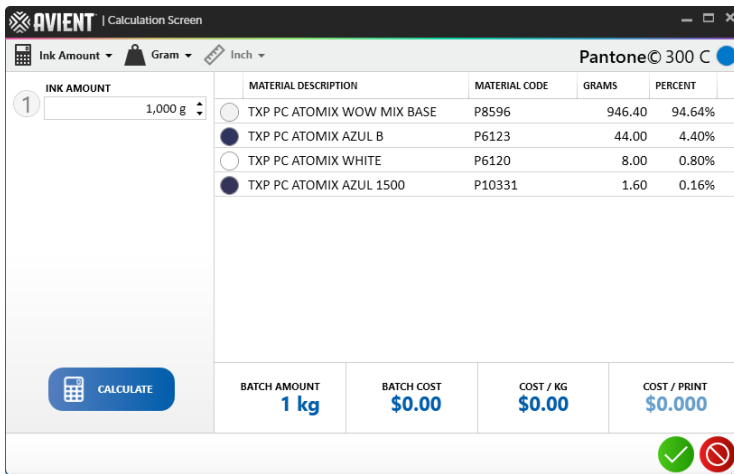 AVIENT | Calculation Screen
Ink Amount Gram Inch Pantone© 300 C
INK AMOUNT
1
1,000 g
MATERIAL DESCRIPTION MATERIAL CODE GRAMS PERCENT
TXP PC ATOMIX WOW MIX BASE P8596 946.40 94.64%
TXP PC ATOMIX AZUL B P6123 44.00 4.40%
TXP PC ATOMIX WHITE P6120 8.00 0.80%
TXP PC ATOMIX AZUL 1500 P10331 1.60 0.16%
CALCULATE
BATCH AMOUNT BATCH COST COST / KG COST / PRINT
1 kg $0.00 $0.00 $0.000